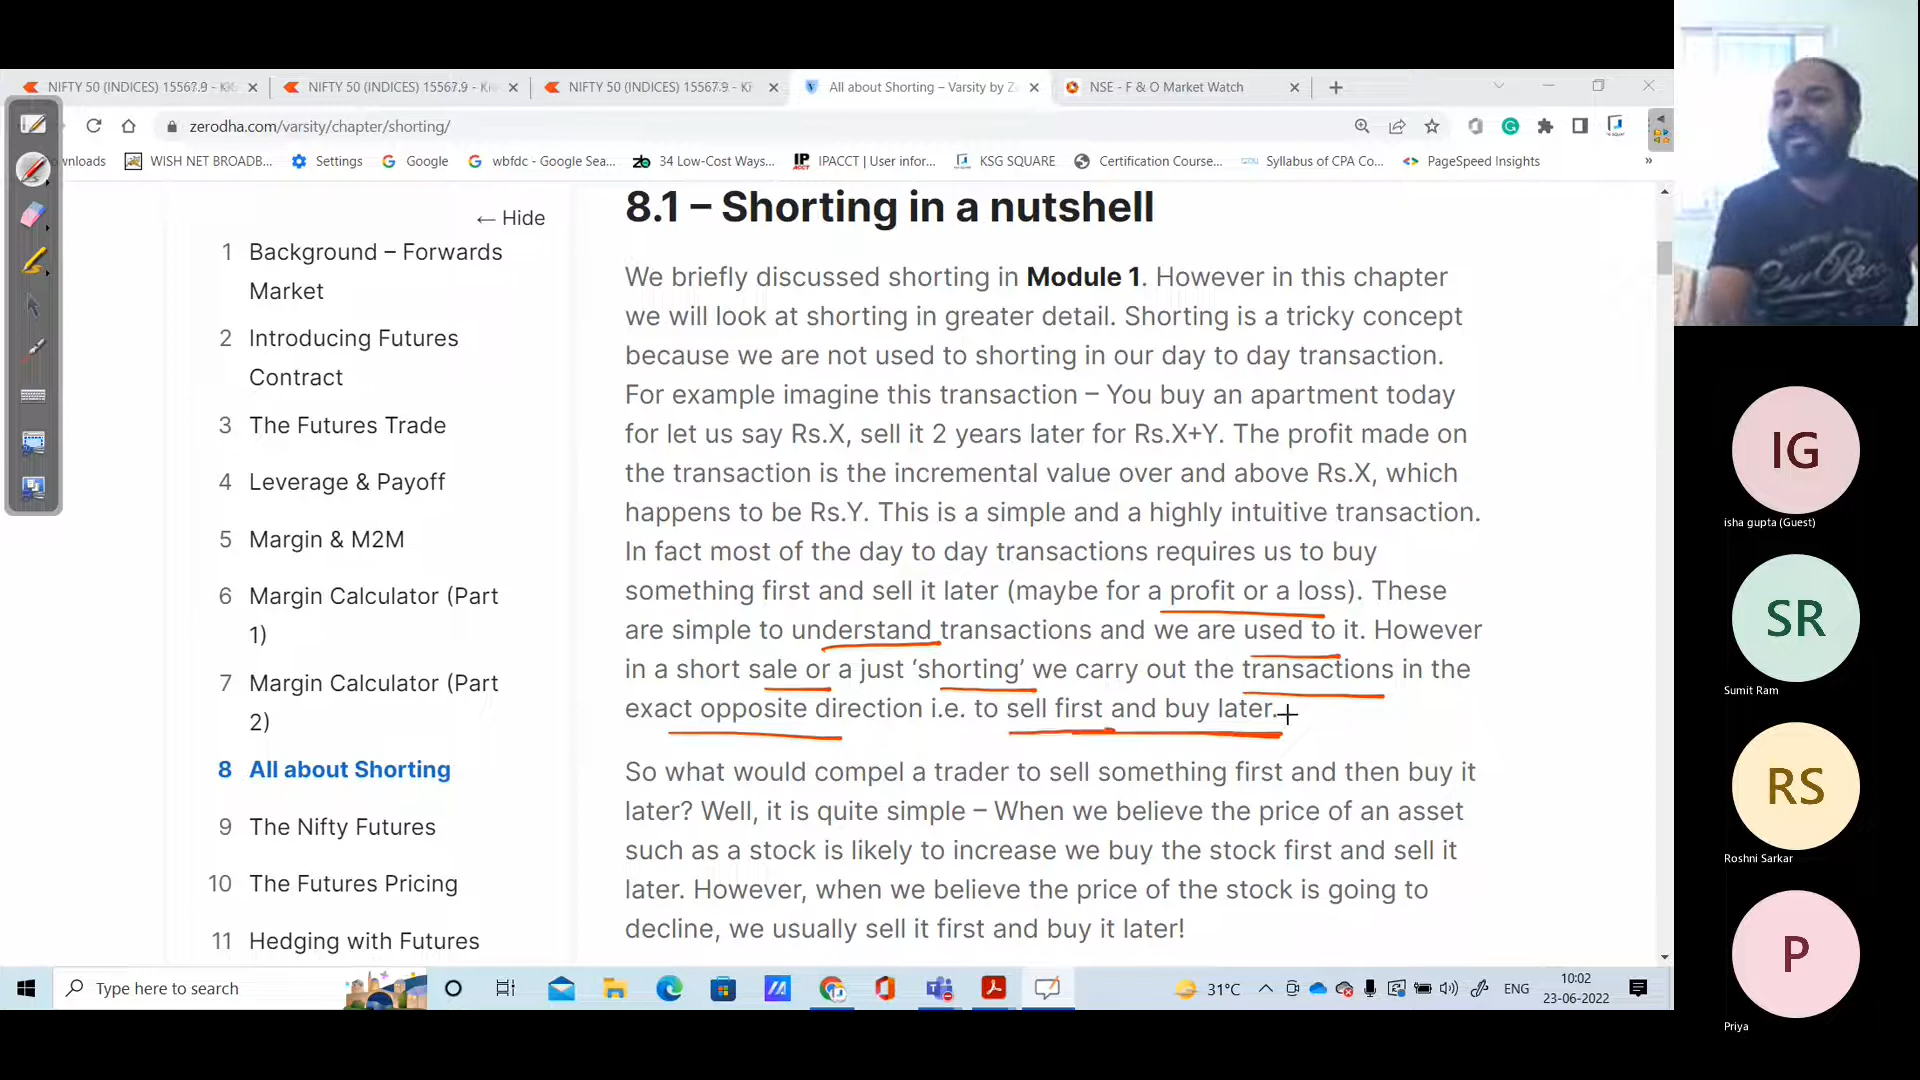 NIFTY 50 (INDICES) 15567.9 - Ki
NIFTY 50 (INDICES) 15567.9 - Ki
NIFTY 50 (INDICES) 15567.9 - Ki
All about Shorting – Varsity by Z
NSE - F & O Market Watch
zerodha.com/varsity/chapter/shorting/
wnloads
WISH NET BROADB...
Settings
Google
wbfdc - Google Sea...
34 Low-Cost Ways...
IPACCT | User infor...
KSG SQUARE
Certification Course...
Syllabus of CPA Co...
PageSpeed Insights
»
← Hide
1 Background – Forwards
Market
2 Introducing Futures
Contract
3 The Futures Trade
4 Leverage & Payoff
5 Margin & M2M
6 Margin Calculator (Part
1)
7 Margin Calculator (Part
2)
8 All about Shorting
9 The Nifty Futures
10 The Futures Pricing
11 Hedging with Futures
8.1 – Shorting in a nutshell
We briefly discussed shorting in Module 1. However in this chapter
we will look at shorting in greater detail. Shorting is a tricky concept
because we are not used to shorting in our day to day transaction.
For example imagine this transaction – You buy an apartment today
for let us say Rs.X, sell it 2 years later for Rs.X+Y. The profit made on
the transaction is the incremental value over and above Rs.X, which
happens to be Rs.Y. This is a simple and a highly intuitive transaction.
In fact most of the day to day transactions requires us to buy
something first and sell it later (maybe for a profit or a loss). These
are simple to understand transactions and we are used to it. However
in a short sale or a just ‘shorting’ we carry out the transactions in the
exact opposite direction i.e. to sell first and buy later.
So what would compel a trader to sell something first and then buy it
later? Well, it is quite simple – When we believe the price of an asset
such as a stock is likely to increase we buy the stock first and sell it
later. However, when we believe the price of the stock is going to
decline, we usually sell it first and buy it later!
IG
isha gupta (Guest)
SR
Sumit Ram
RS
Roshni Sarkar
P
Priya
Type here to search
31°C
ENG
10:02
23-06-2022